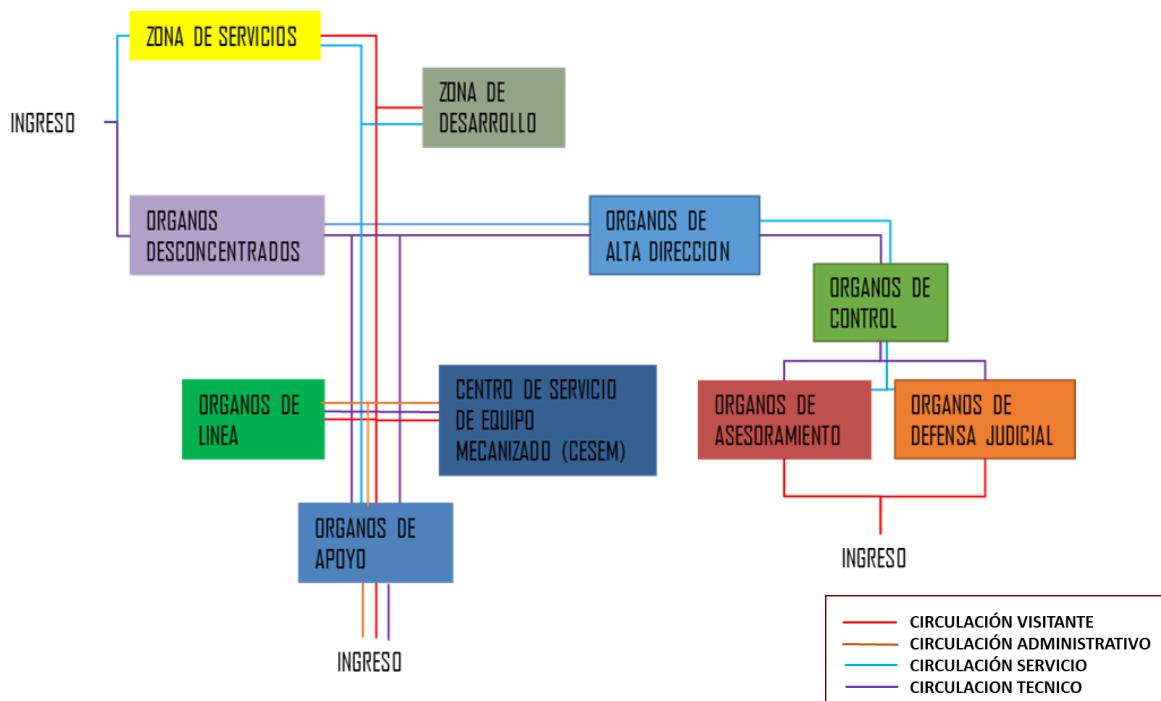 ZONA DE SERVICIOS
ZONA DE
DESARROLLO
INGRESO
ORGANOS
DESCONCENTRADOS
ORGANOS DE
ALTA DIRECCION
ORGANOS DE
CONTROL
ORGANOS DE
LINEA
CENTRO DE SERVICIO
DE EQUIPO
MECANIZADO (CESEM)
ORGANOS DE
ASESORAMIENTO
ORGANOS DE
DEFENSA JUDICIAL
ORGANOS DE
APOYO
INGRESO
INGRESO
CIRCULACIÓN VISITANTE
CIRCULACIÓN ADMINISTRATIVO
CIRCULACIÓN SERVICIO
CIRCULACION TECNICO